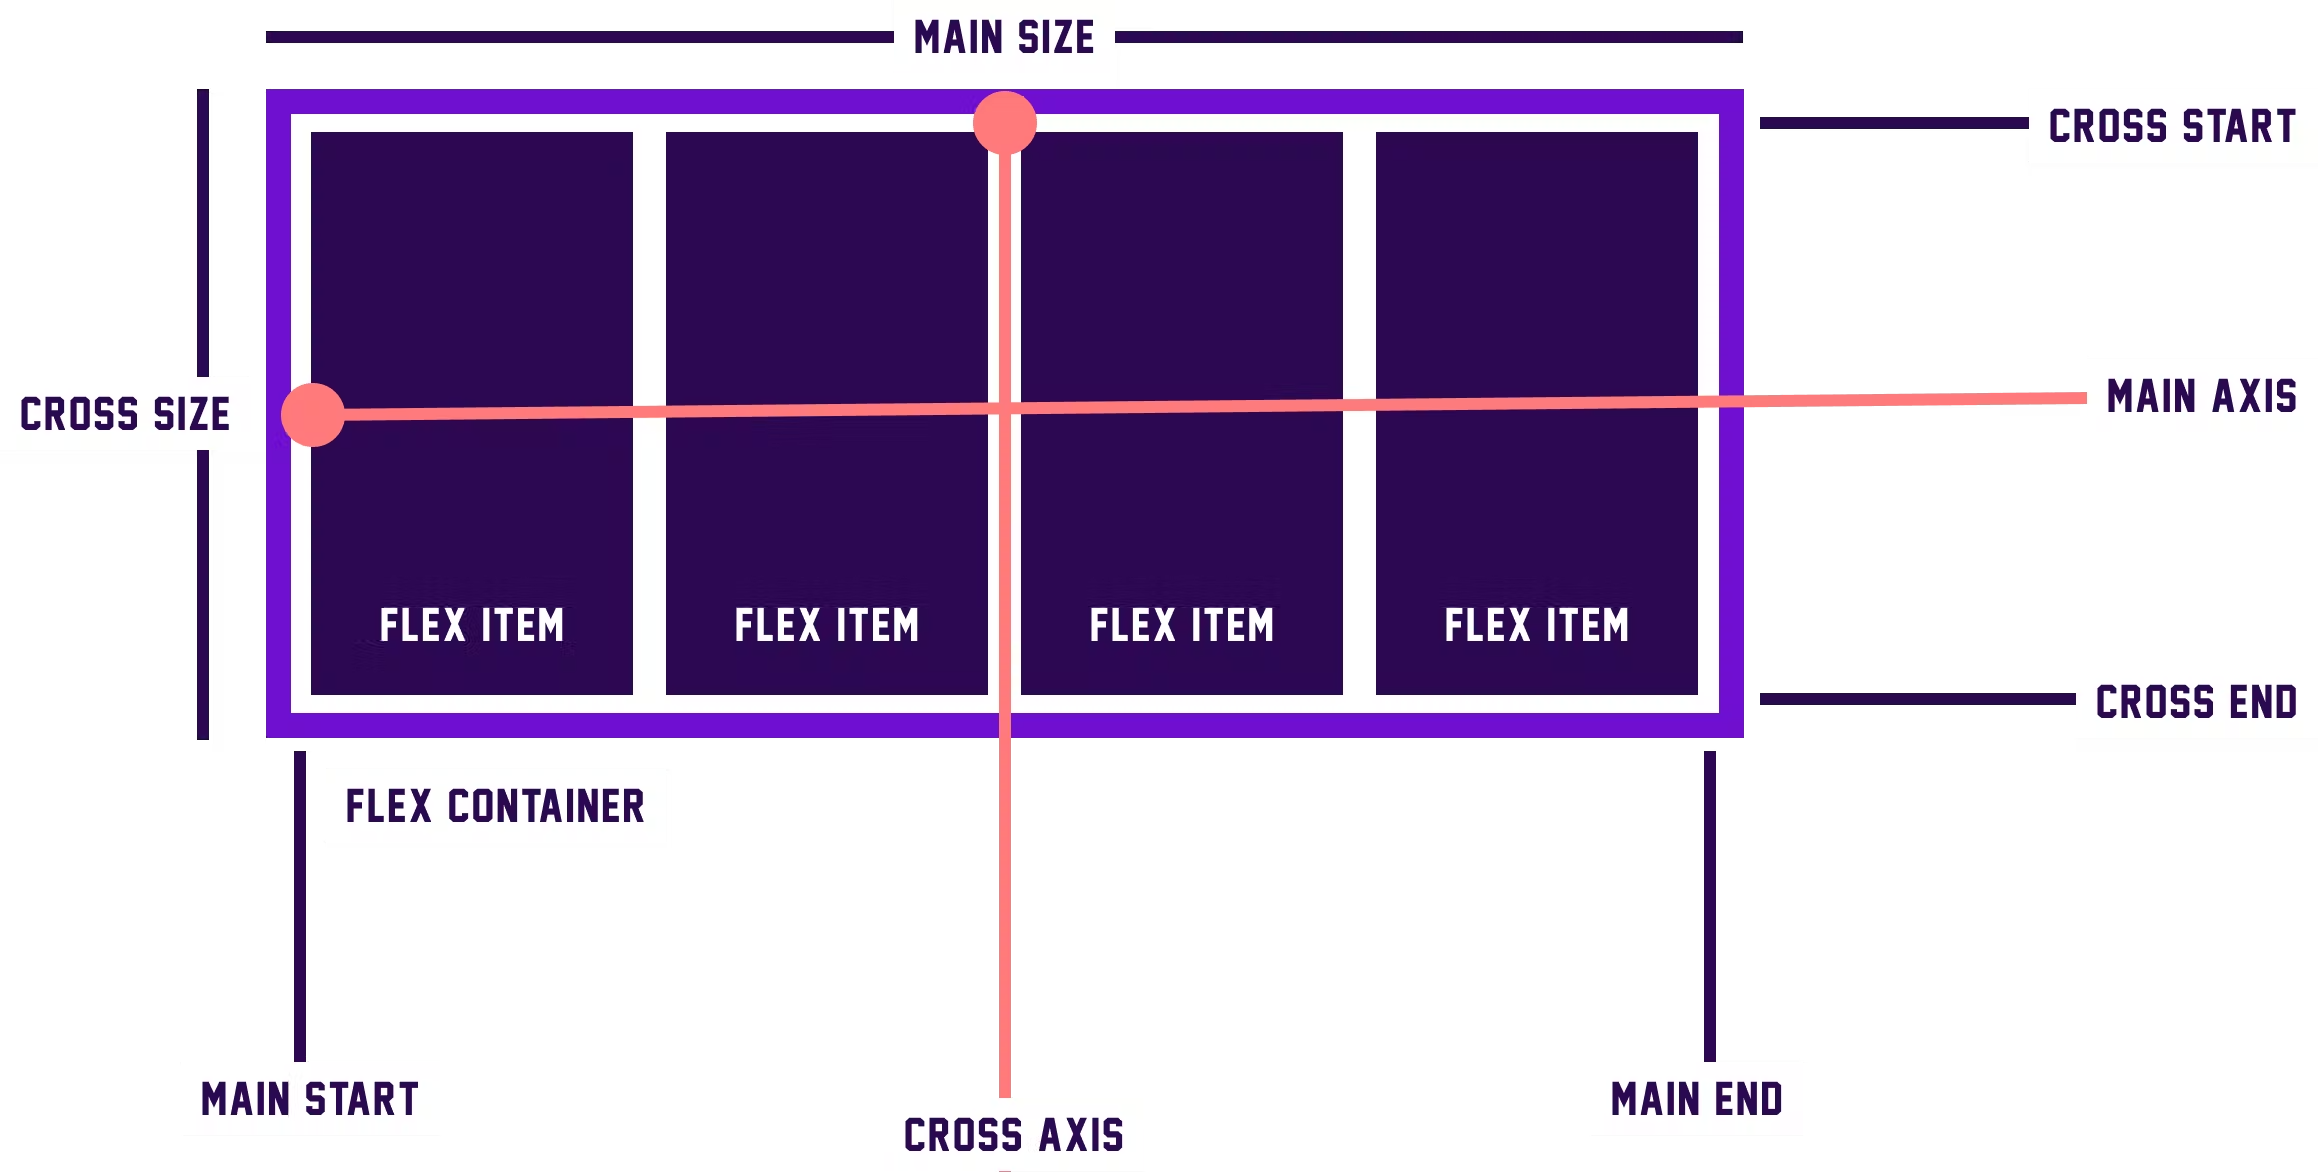 MAIN SIZE
CROSS START
CROSS SIZE
MAIN AXIS
FLEX ITEM
FLEX ITEM
FLEX ITEM
FLEX ITEM
CROSS END
FLEX CONTAINER
MAIN START
MAIN END
CROSS AXIS